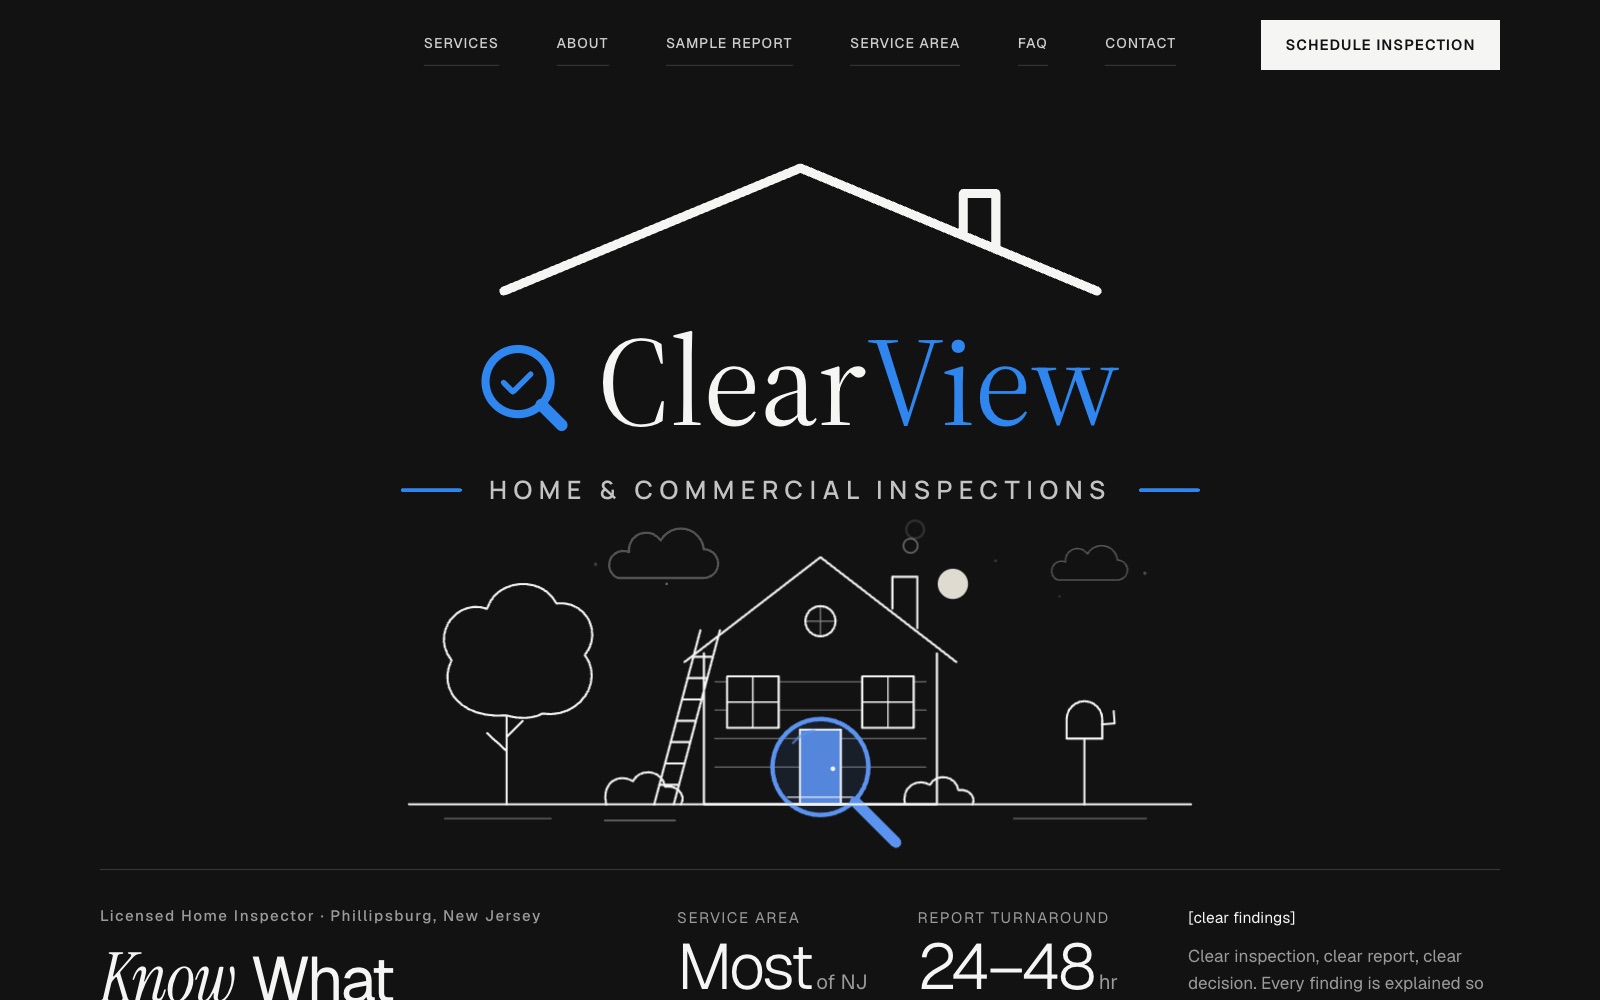 SERVICES ABOUT SAMPLE REPORT SERVICE AREA FAQ CONTACT SCHEDULE INSPECTION
ClearView
HOME & COMMERCIAL INSPECTIONS
Licensed Home Inspector · Phillipsburg, New Jersey
Know What
SERVICE AREA
Most of NJ
REPORT TURNAROUND
24–48 hr
[clear findings]
Clear inspection, clear report, clear
decision. Every finding is explained so